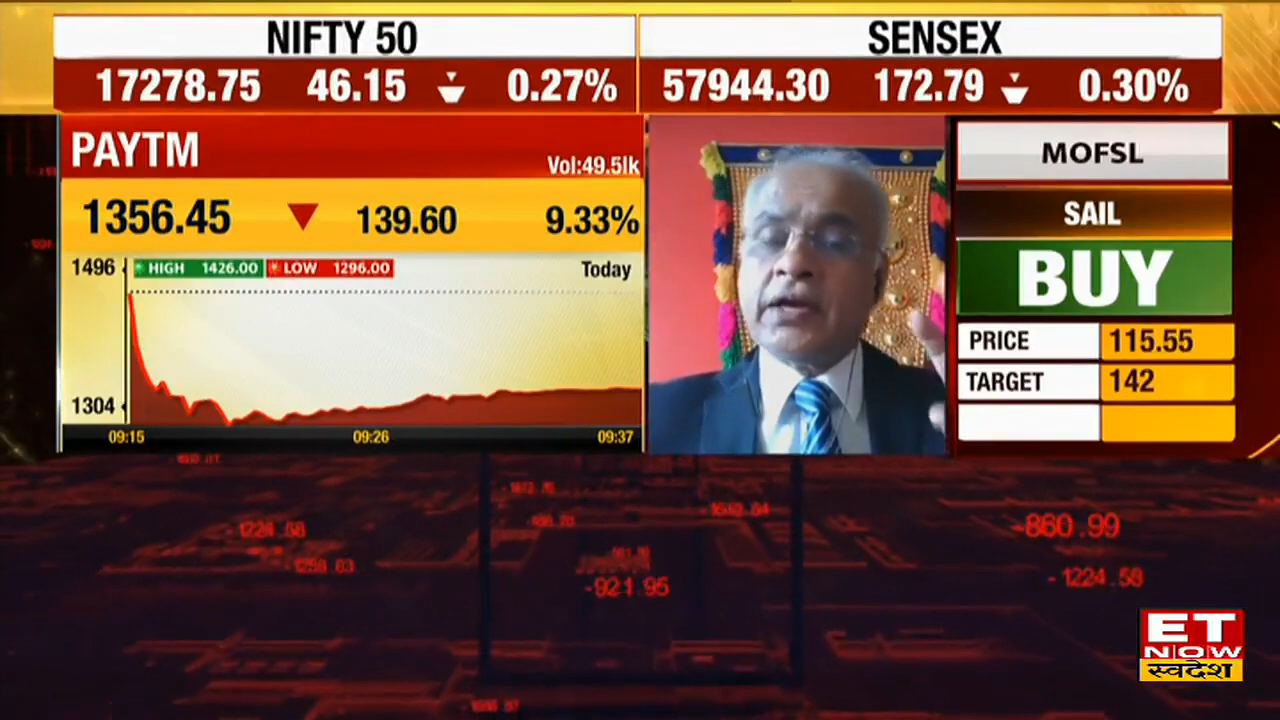 NIFTY 50
17278.75 46.15 0.27%
SENSEX
57944.30 172.79 0.30%
PAYTM
Vol:49.5lk
1356.45 139.60 9.33%
1496
HIGH 1426.00 LOW 1296.00
Today
1304
09:15 09:26 09:37
MOFSL
SAIL
BUY
PRICE 115.55
TARGET 142
-1224.58
-921.95
-860.99
-1224.58
ET
NOW
स्वदेश